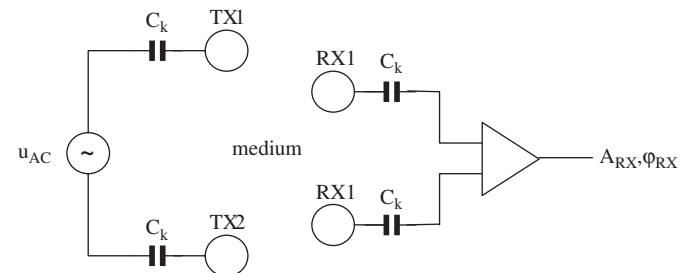 C_k TX1
RX1 C_k
u_AC ~ medium A_RX,φ_RX
RX1 C_k
C_k TX2